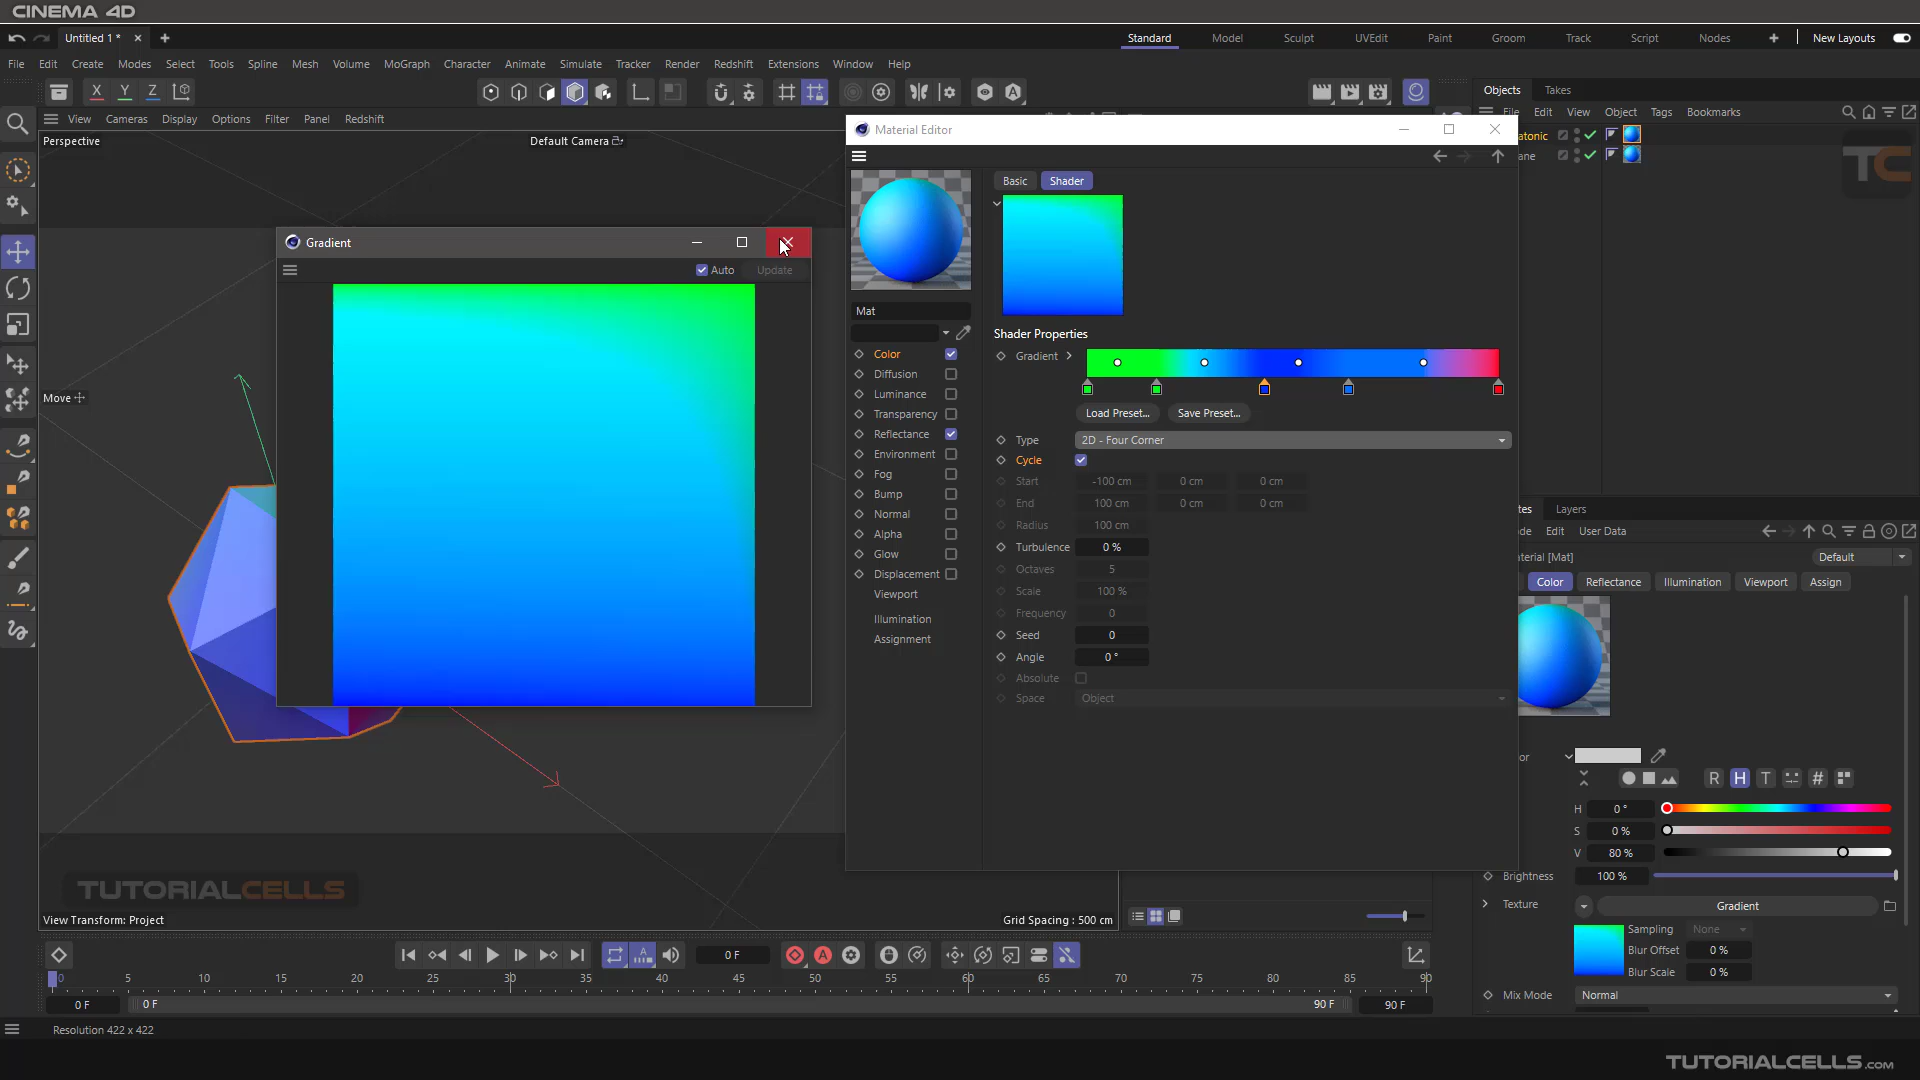 CINEMA 4D
Untitled 1 *
Standard
Model
Sculpt
UVEdit
Paint
Groom
Track
Script
Nodes
New Layouts
File
Edit
Create
Modes
Select
Tools
Spline
Mesh
Volume
MoGraph
Character
Animate
Simulate
Tracker
Render
Redshift
Extensions
Window
Help
X
Y
Z
Objects
Takes
View
Cameras
Display
Options
Filter
Panel
Redshift
File
Edit
View
Object
Tags
Bookmarks
Perspective
Default Camera
Material Editor
atonic
ane
TC
Basic
Shader
Gradient
Auto
Update
Mat
Shader Properties
Color
Diffusion
Luminance
Transparency
Reflectance
Environment
Fog
Bump
Normal
Alpha
Glow
Displacement
Viewport
Illumination
Assignment
Gradient
Load Preset...
Save Preset...
Type
2D - Four Corner
Cycle
Start
-100 cm
0 cm
0 cm
End
100 cm
0 cm
0 cm
Radius
100 cm
Turbulence
0 %
Octaves
5
Scale
100 %
Frequency
0
Seed
0
Angle
0 °
Absolute
Space
Object
Move
tes
Layers
de
Edit
User Data
terial [Mat]
Default
Color
Reflectance
Illumination
Viewport
Assign
or
R
H
T
#
H
0 °
S
0 %
V
80 %
Brightness
100 %
Texture
Gradient
Sampling
None
Blur Offset
0 %
Blur Scale
0 %
Mix Mode
Normal
TUTORIALCELLS
View Transform: Project
Grid Spacing : 500 cm
0 F
0
5
10
15
20
25
30
35
40
45
50
55
60
65
70
75
80
85
90
0 F
0 F
90 F
90 F
Resolution 422 x 422
TUTORIALCELLS.com